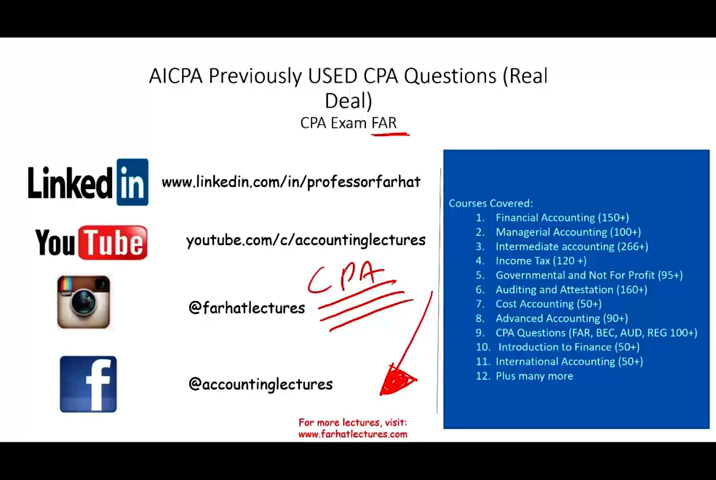 AICPA Previously USED CPA Questions (Real
Deal)
CPA Exam FAR
Linked in
www.linkedin.com/in/professorfarhat
You Tube
youtube.com/c/accountinglectures
CPA
@farhatlectures
f
@accountinglectures
For more lectures, visit:
www.farhatlectures.com
Courses Covered:
1. Financial Accounting (150+)
2. Managerial Accounting (100+)
3. Intermediate accounting (266+)
4. Income Tax (120 +)
5. Governmental and Not For Profit (95+)
6. Auditing and Attestation (160+)
7. Cost Accounting (50+)
8. Advanced Accounting (90+)
9. CPA Questions (FAR, BEC, AUD, REG 100+)
10. Introduction to Finance (50+)
11. International Accounting (50+)
12. Plus many more